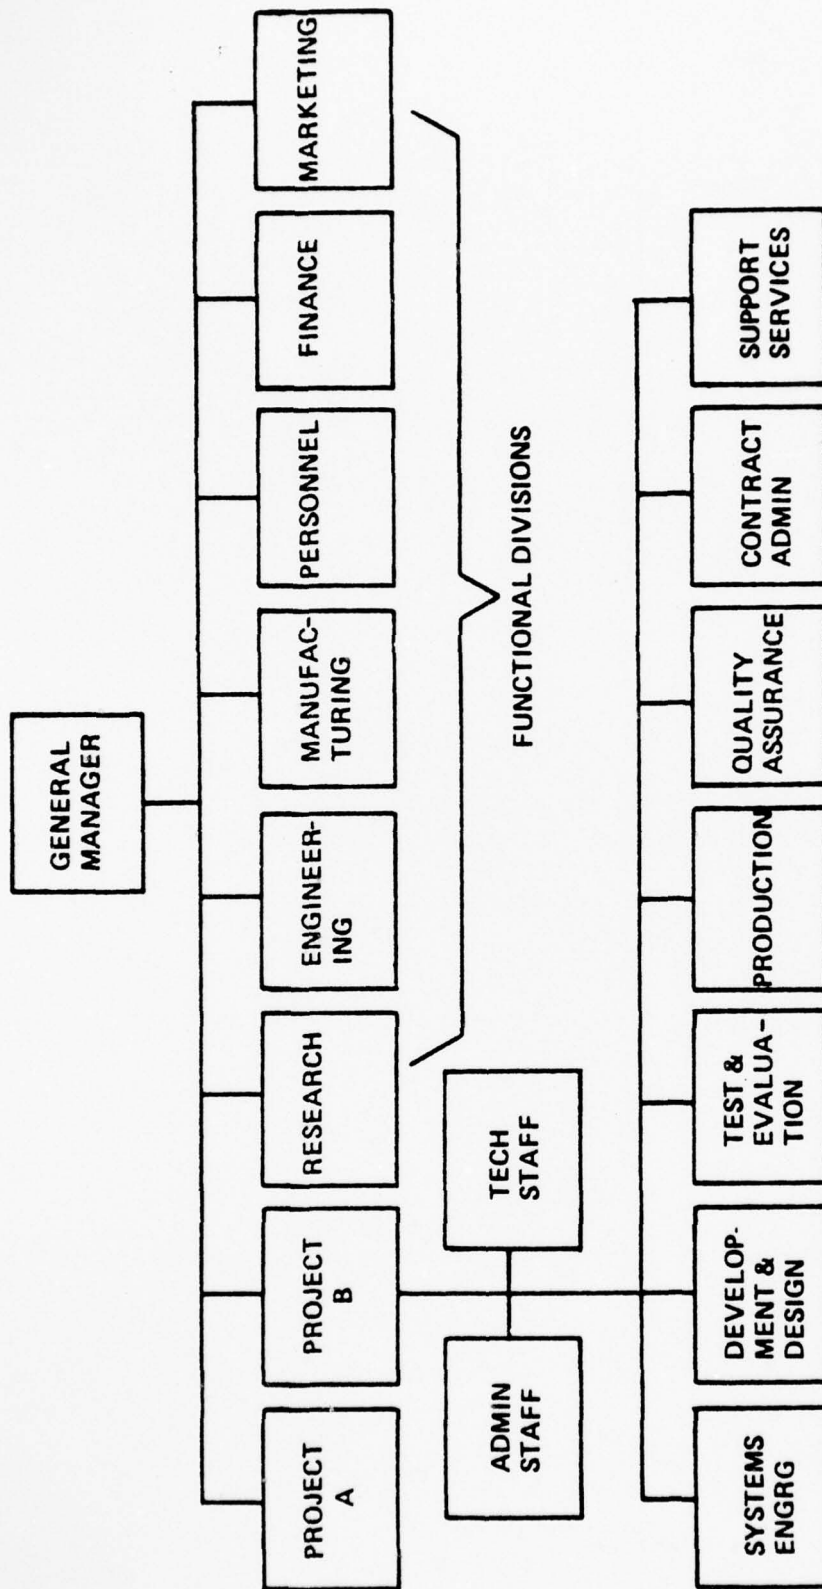 GENERAL
MANAGER
PROJECT
A
PROJECT
B
RESEARCH
ENGINEER-
ING
MANUFAC-
TURING
PERSONNEL
FINANCE
MARKETING
FUNCTIONAL DIVISIONS
ADMIN
STAFF
TECH
STAFF
SYSTEMS
ENGRG
DEVELOP-
MENT &
DESIGN
TEST &
EVALUA-
TION
PRODUCTION
QUALITY
ASSURANCE
CONTRACT
ADMIN
SUPPORT
SERVICES